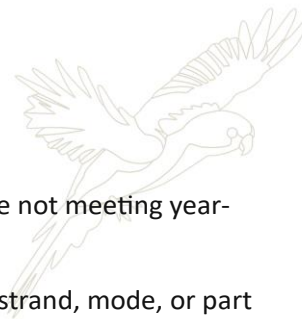 e not meeting year-
strand, mode, or part